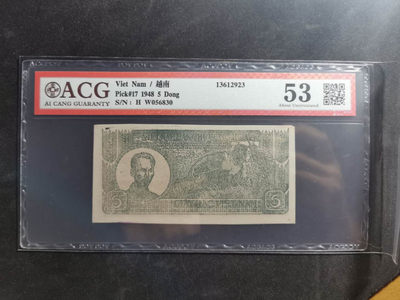 ACG
AI CANG GUARANTY
Viet Nam / 越南
Pick#17 1948 5 Dong
S/N: H W056830
13612923
53
About Uncirculated
5 5